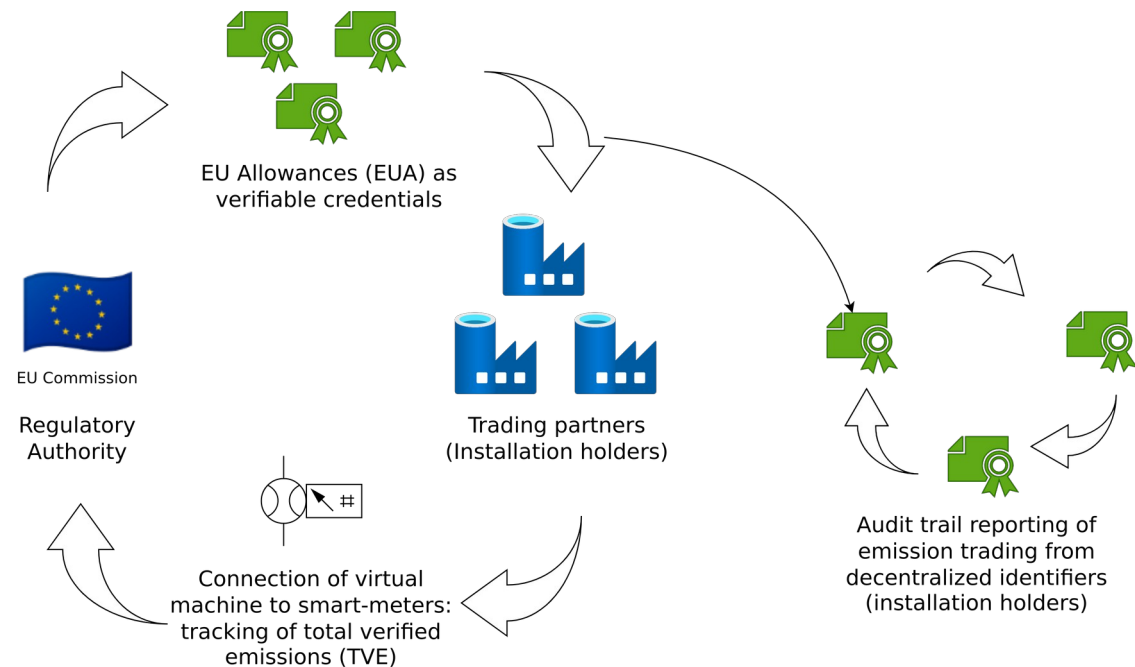 EU Allowances (EUA) as
verifiable credentials
EU Commission
Regulatory
Authority
Trading partners
(Installation holders)
#
Connection of virtual
machine to smart-meters:
tracking of total verified
emissions (TVE)
Audit trail reporting of
emission trading from
decentralized identifiers
(installation holders)